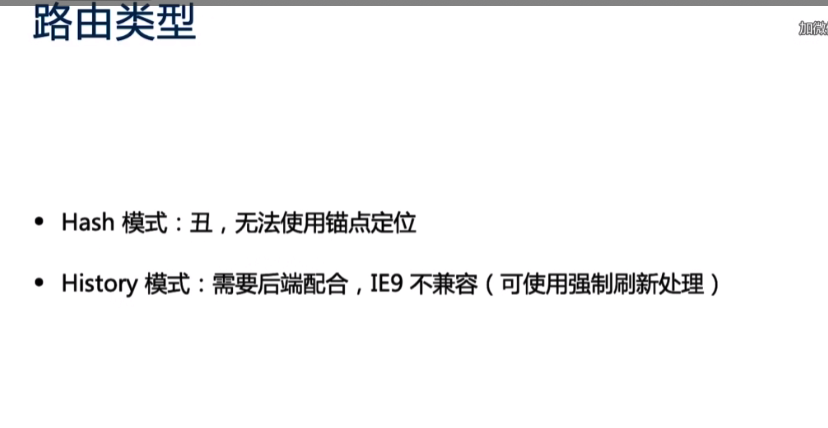 路由类型
加微
• Hash 模式：丑，无法使用锚点定位
• History 模式：需要后端配合，IE9 不兼容（可使用强制刷新处理）